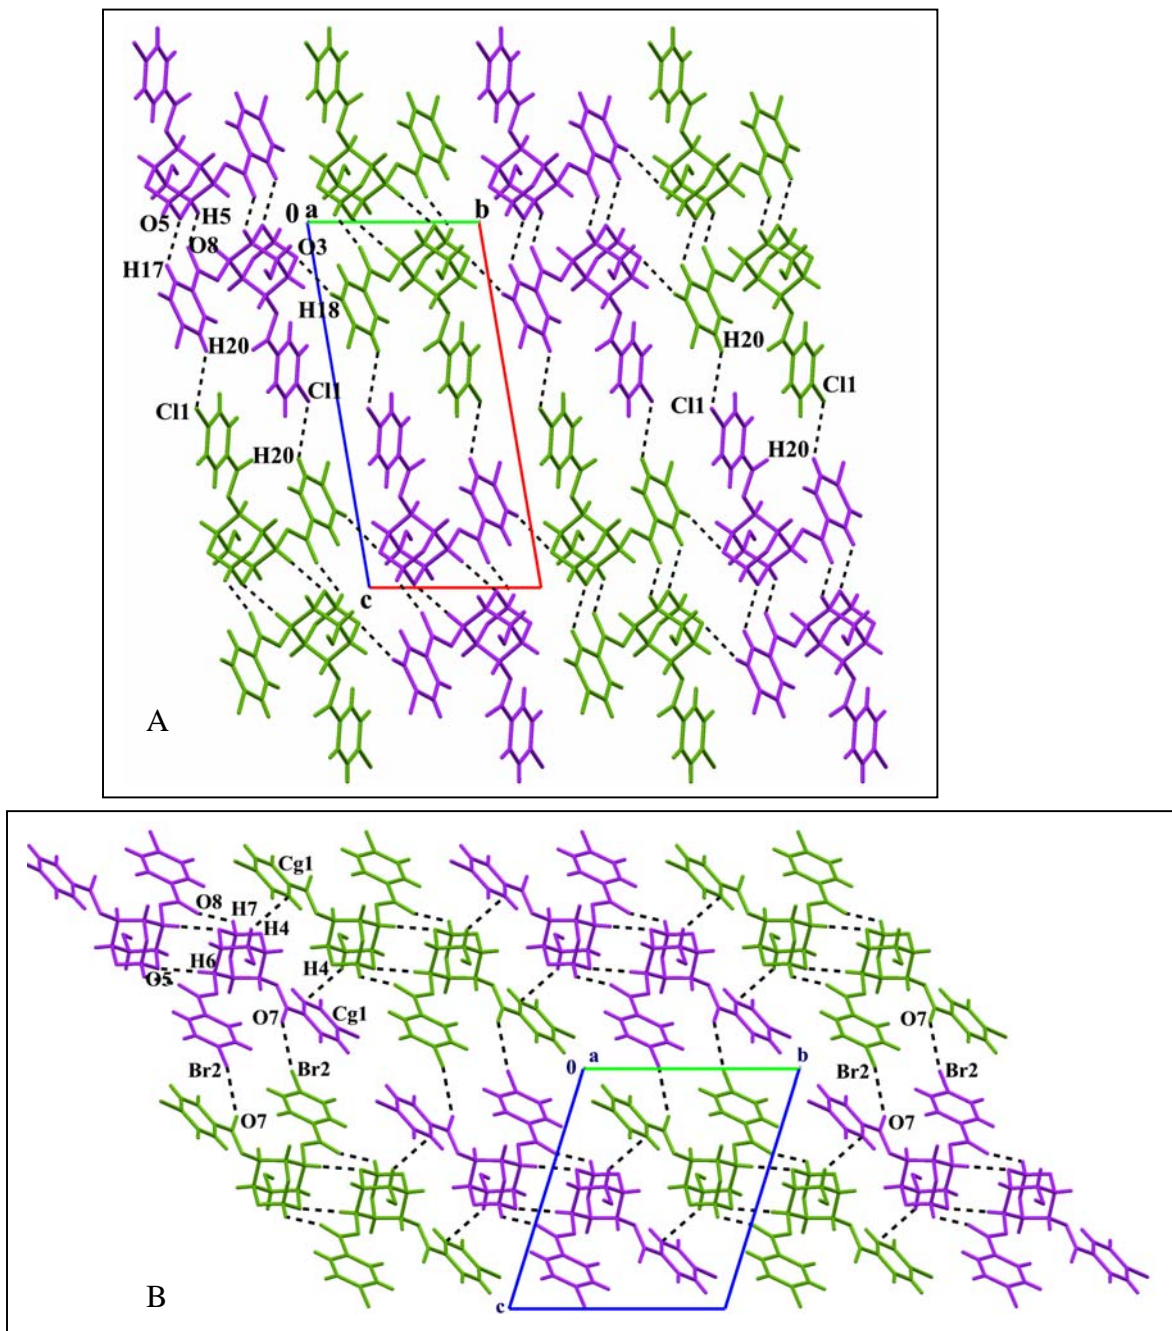 0 a b
O5 H5
O8 O3
H17
H18
H20 H20
Cl1 Cl1 Cl1 Cl1
H20 H20
c
A
Cg1
O8 H7
H4
H6 H4
O5
O7 Cg1 O7
Br2 Br2 0 a b Br2 Br2
O7 O7
c
B